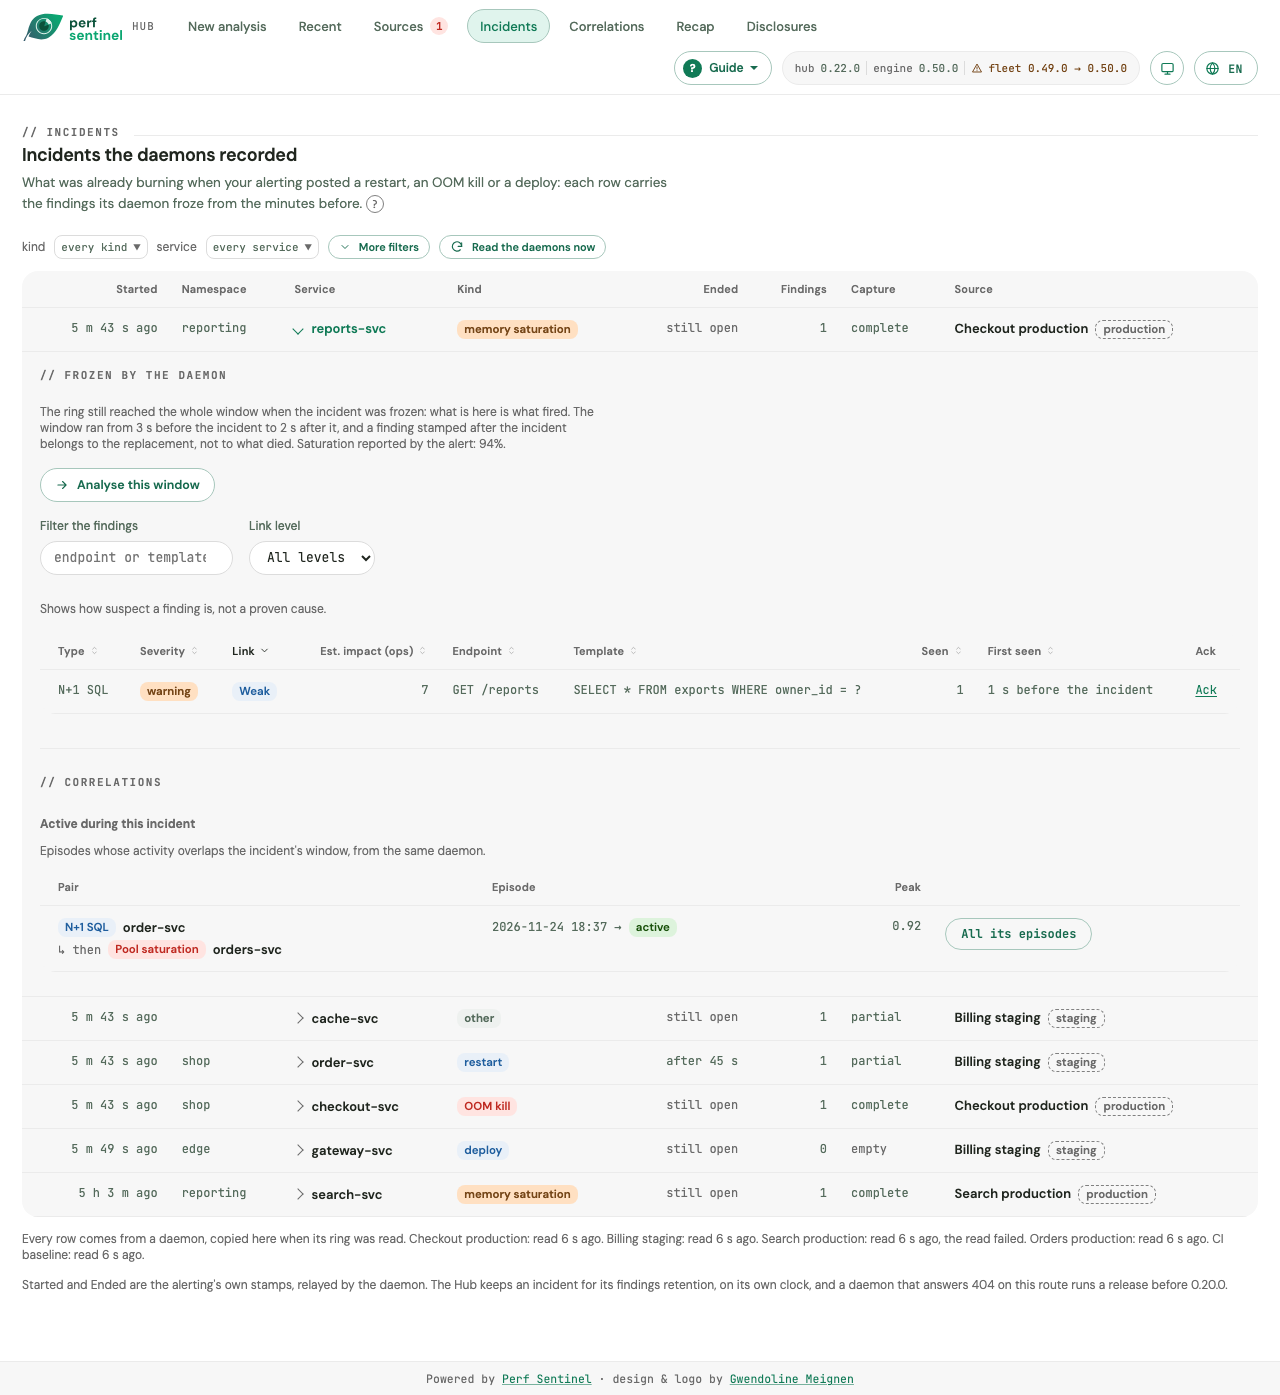 perf sentinel HUB New analysis Recent Sources 1 Incidents Correlations Recap Disclosures
? Guide hub 0.22.0 engine 0.50.0 ⚠ fleet 0.49.0 → 0.50.0 EN
// INCIDENTS
Incidents the daemons recorded
What was already burning when your alerting posted a restart, an OOM kill or a deploy: each row carries
the findings its daemon froze from the minutes before. ?
kind every kind ▼ service every service ▼ More filters Read the daemons now
Started Namespace Service Kind Ended Findings Capture Source
5 m 43 s ago reporting reports-svc memory saturation still open 1 complete Checkout production production
// FROZEN BY THE DAEMON
The ring still reached the whole window when the incident was frozen: what is here is what fired. The
window ran from 3 s before the incident to 2 s after it, and a finding stamped after the incident
belongs to the replacement, not to what died. Saturation reported by the alert: 94%.
→ Analyse this window
Filter the findings Link level
endpoint or template All levels
Shows how suspect a finding is, not a proven cause.
Type Severity Link Est. impact (ops) Endpoint Template Seen First seen Ack
N+1 SQL warning Weak 7 GET /reports SELECT * FROM exports WHERE owner_id = ? 1 1 s before the incident Ack
// CORRELATIONS
Active during this incident
Episodes whose activity overlaps the incident's window, from the same daemon.
Pair Episode Peak
N+1 SQL order-svc 2026-11-24 18:37 → active 0.92 All its episodes
↳ then Pool saturation orders-svc
5 m 43 s ago cache-svc other still open 1 partial Billing staging staging
5 m 43 s ago shop order-svc restart after 45 s 1 partial Billing staging staging
5 m 43 s ago shop checkout-svc OOM kill still open 1 complete Checkout production production
5 m 49 s ago edge gateway-svc deploy still open 0 empty Billing staging staging
5 h 3 m ago reporting search-svc memory saturation still open 1 complete Search production production
Every row comes from a daemon, copied here when its ring was read. Checkout production: read 6 s ago. Billing staging: read 6 s ago. Search production: read 6 s ago, the read failed. Orders production: read 6 s ago. CI
baseline: read 6 s ago.
Started and Ended are the alerting's own stamps, relayed by the daemon. The Hub keeps an incident for its findings retention, on its own clock, and a daemon that answers 404 on this route runs a release before 0.20.0.
Powered by Perf Sentinel · design & logo by Gwendoline Meignen